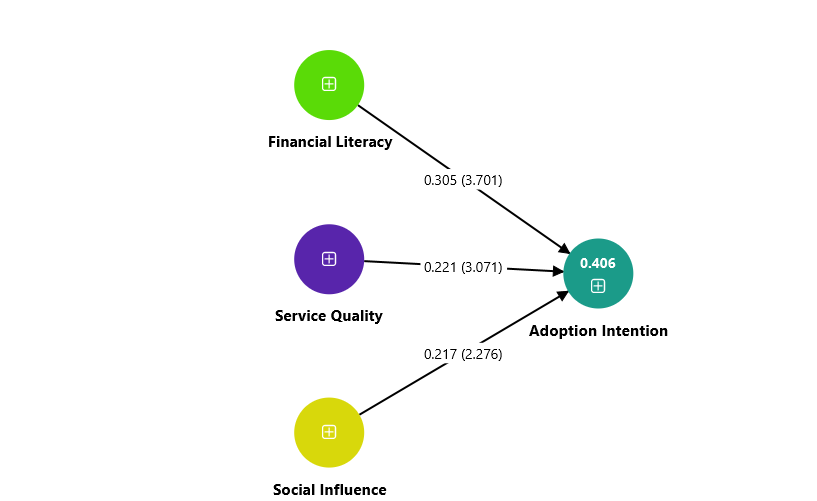 Financial Literacy
0.305 (3.701)
Service Quality
0.221 (3.071)
0.406
Adoption Intention
0.217 (2.276)
Social Influence